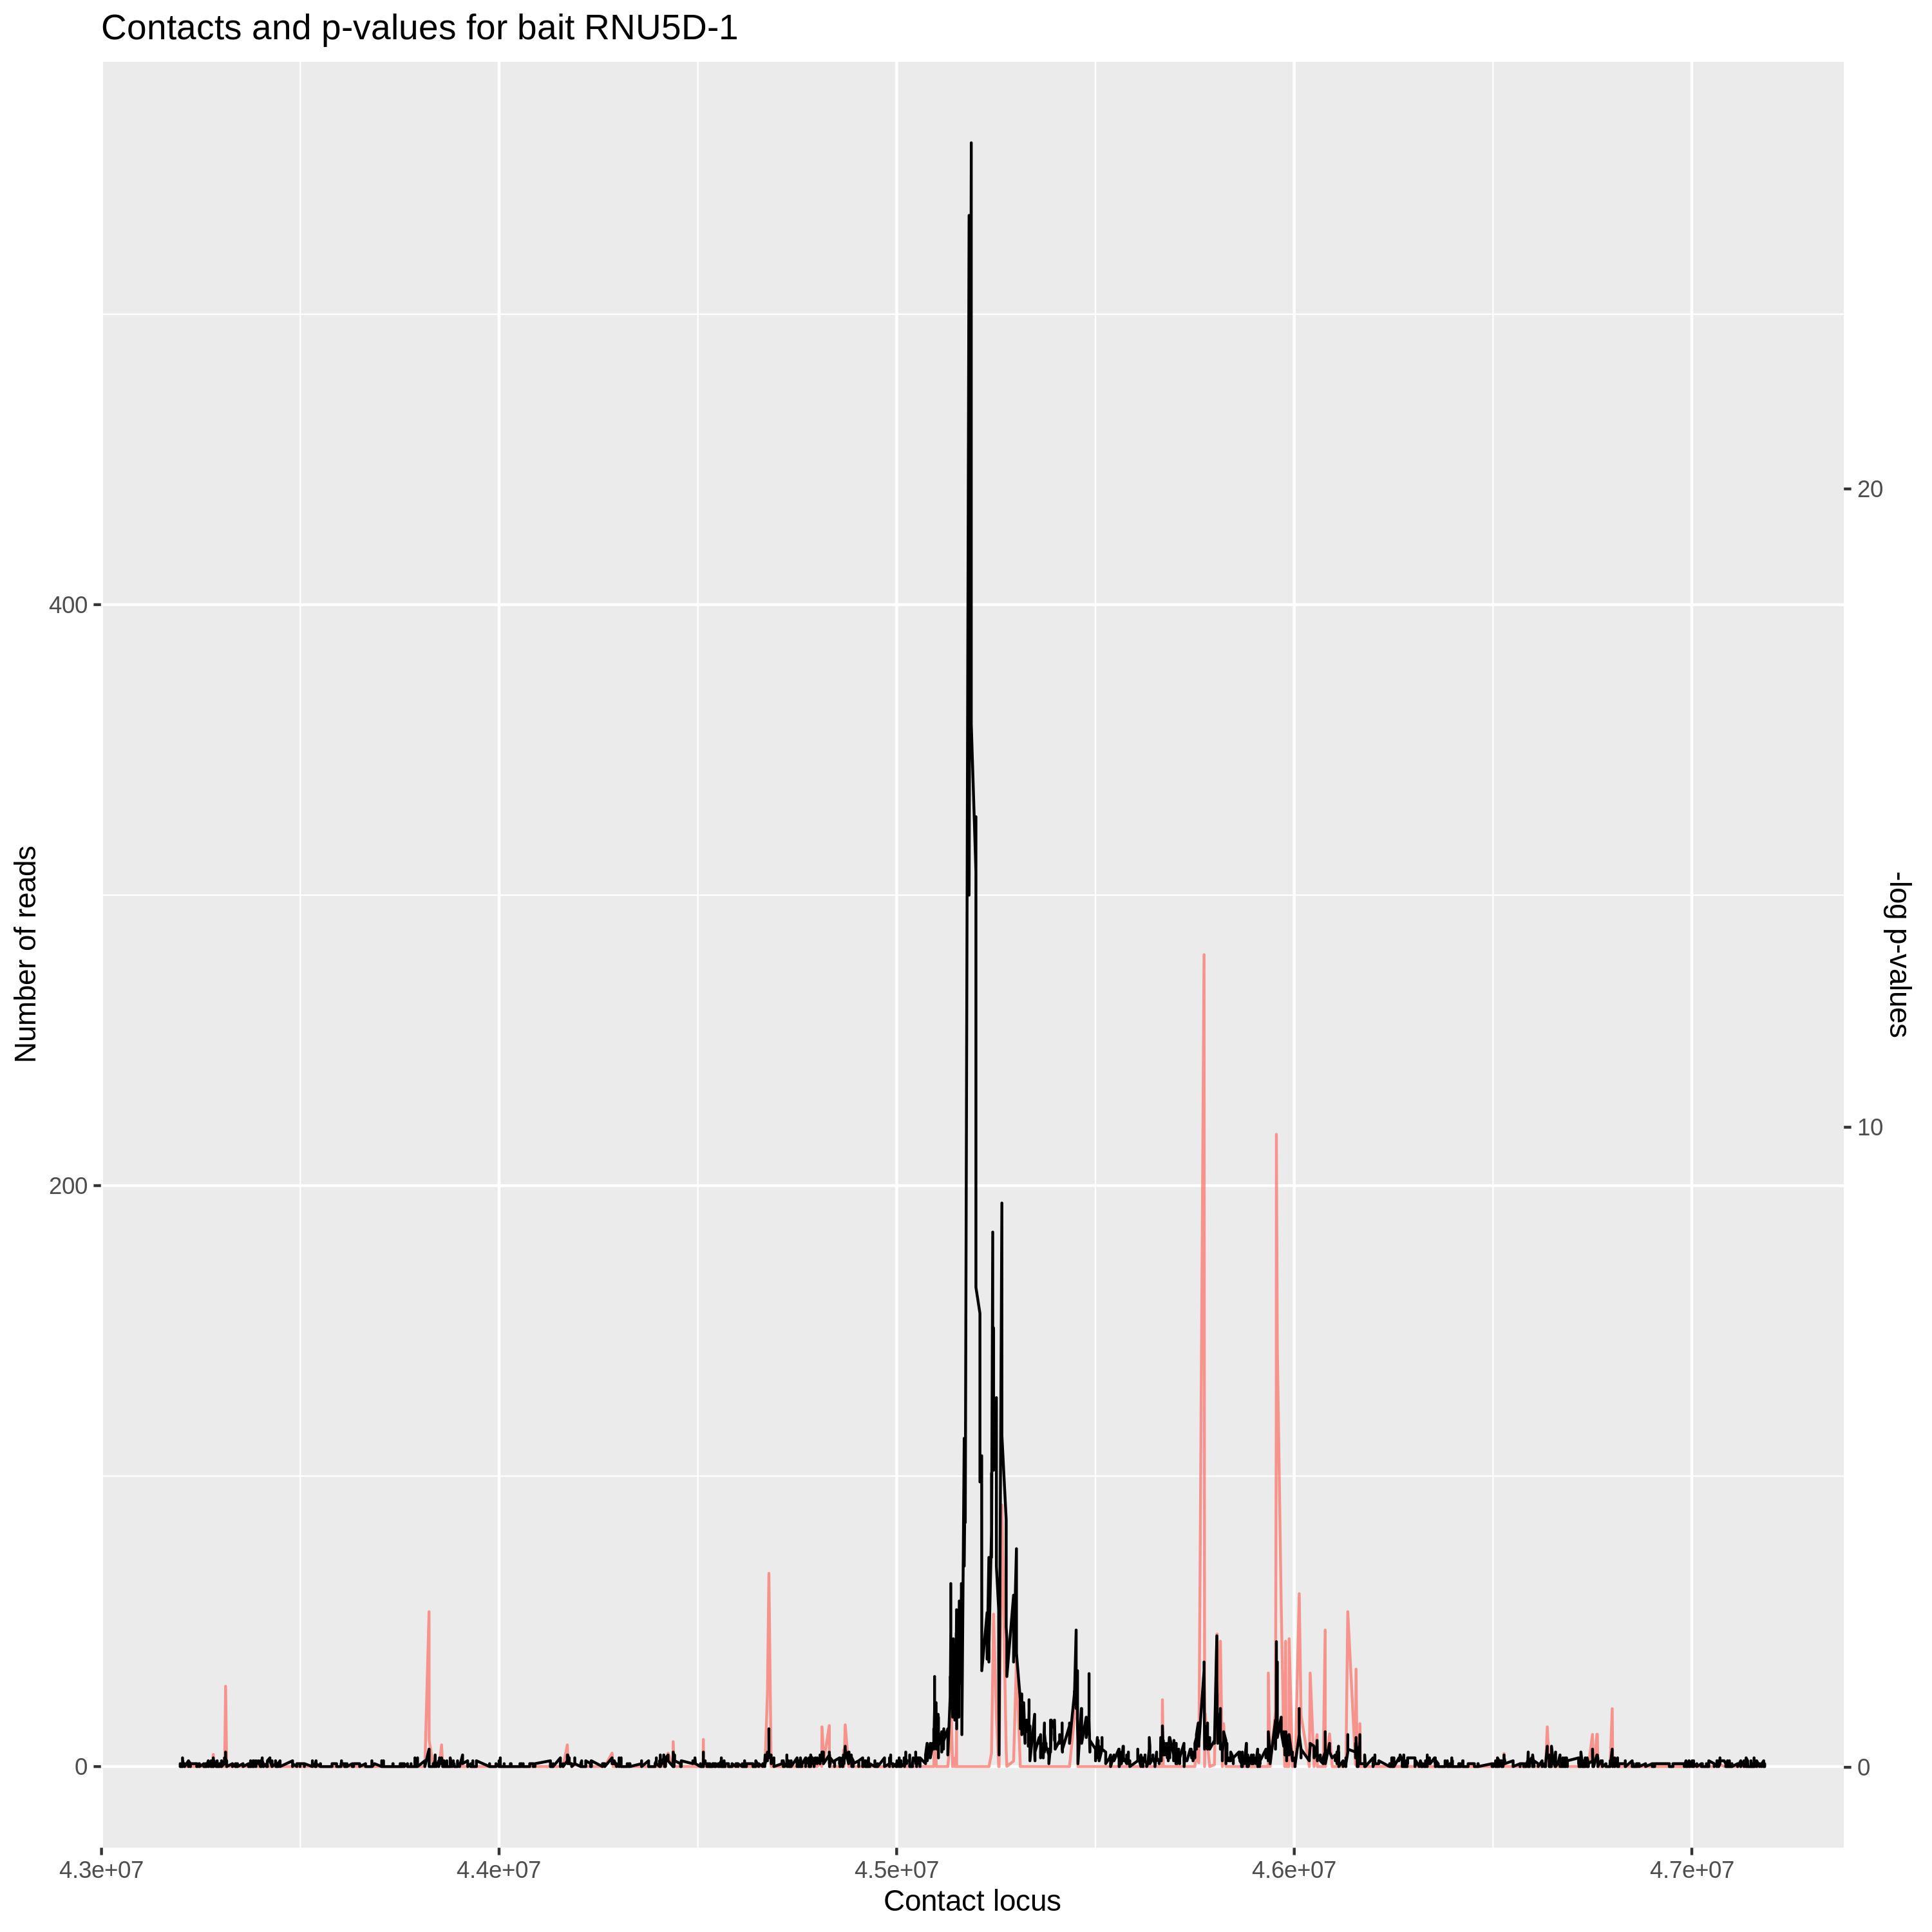 Contacts and p-values for bait RNU5D-1
Number of reads
400
200
0
20
10
0
-log p-values
4.3e+07
4.4e+07
4.5e+07
4.6e+07
4.7e+07
Contact locus